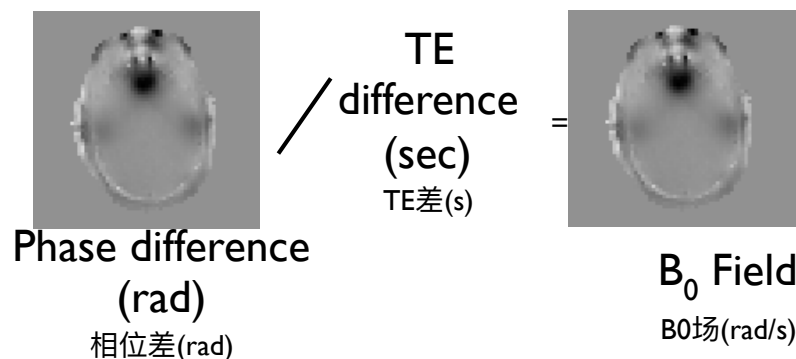 Phase difference
(rad)
相位差(rad)
/
TE
difference
(sec)
TE差(s)
=
B₀ Field
B0场(rad/s)